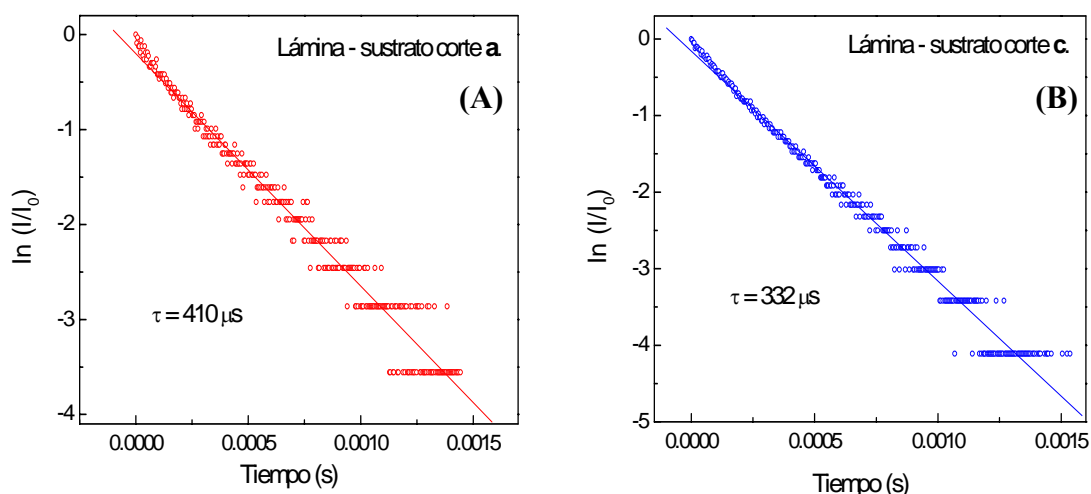 Lámina - sustrato corte a.
(A)
ln (I/I0)
0
-1
-2
-3
-4
τ = 410 μs
0.0000 0.0005 0.0010 0.0015
Tiempo (s)
Lámina - sustrato corte c.
(B)
ln (I/I0)
0
-1
-2
-3
-4
-5
τ = 332 μs
0.0000 0.0005 0.0010 0.0015
Tiempo (s)